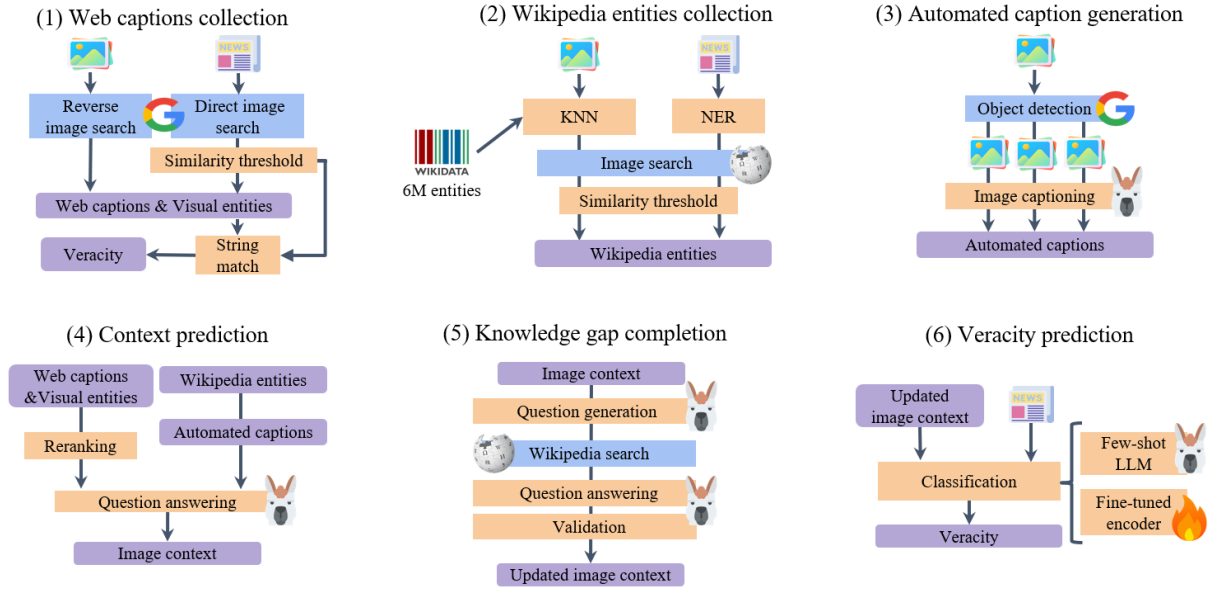 (1) Web captions collection
NEWS
Reverse
image search
Direct image
search
Similarity threshold
Web captions & Visual entities
Veracity
String
match
(2) Wikipedia entities collection
NEWS
KNN
NER
WIKIDATA
6M entities
Image search
Similarity threshold
Wikipedia entities
(3) Automated caption generation
Object detection
Image captioning
Automated captions
(4) Context prediction
Web captions
&Visual entities
Wikipedia entities
Reranking
Automated captions
Question answering
Image context
(5) Knowledge gap completion
Image context
Question generation
Wikipedia search
Question answering
Validation
Updated image context
(6) Veracity prediction
Updated
image context
NEWS
Classification
Few-shot
LLM
Fine-tuned
encoder
Veracity